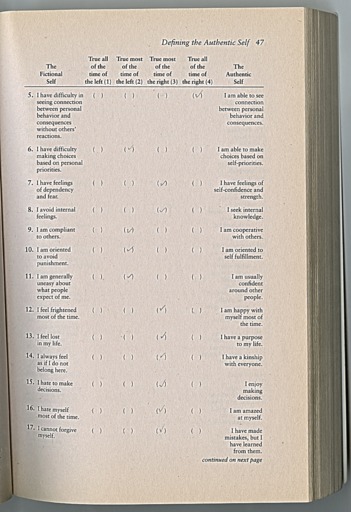 Defining the Authentic Self 47
The Fictional Self
True all of the time of the left (1)
True most of the time of the left (2)
True most of the time of the right (3)
True all of the time of the right (4)
The Authentic Self
5. I have difficulty in seeing connection between personal behavior and consequences without others' reactions. ( ) ( ) ( ) (✓) I am able to see connection between personal behavior and consequences.
6. I have difficulty making choices based on personal priorities. ( ) (✓) ( ) ( ) I am able to make choices based on self-priorities.
7. I have feelings of dependency and fear. ( ) ( ) (✓) ( ) I have feelings of self-confidence and strength.
8. I avoid internal feelings. ( ) ( ) (✓) ( ) I seek internal knowledge.
9. I am compliant to others. ( ) (✓) ( ) ( ) I am cooperative with others.
10. I am oriented to avoid punishment. ( ) (✓) ( ) ( ) I am oriented to self fulfillment.
11. I am generally uneasy about what people expect of me. ( ) (✓) ( ) ( ) I am usually confident around other people.
12. I feel frightened most of the time. ( ) ( ) (✓) ( ) I am happy with myself most of the time.
13. I feel lost in my life. ( ) ( ) (✓) ( ) I have a purpose to my life.
14. I always feel as if I do not belong here. ( ) ( ) (✓) ( ) I have a kinship with everyone.
15. I hate to make decisions. ( ) ( ) (✓) ( ) I enjoy making decisions.
16. I hate myself most of the time. ( ) ( ) (✓) ( ) I am amazed at myself.
17. I cannot forgive myself. ( ) ( ) (✓) ( ) I have made mistakes, but I have learned from them.
continued on next page